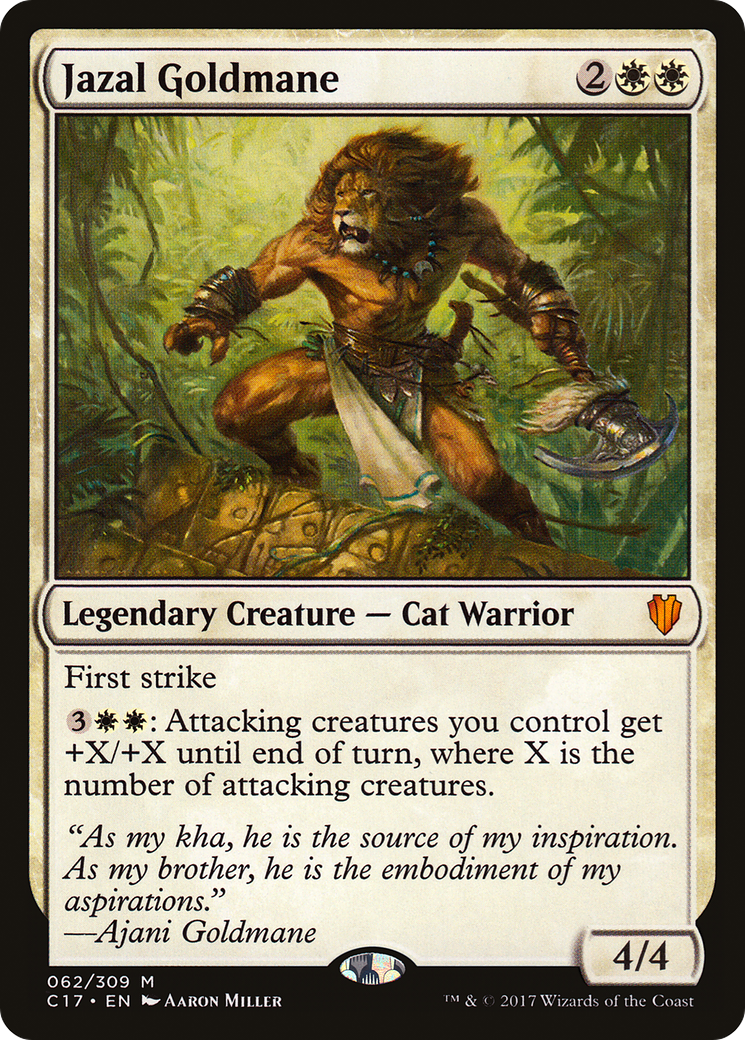 Jazal Goldmane 2
Legendary Creature — Cat Warrior
First strike
3: Attacking creatures you control get
+X/+X until end of turn, where X is the
number of attacking creatures.
“As my kha, he is the source of my inspiration.
As my brother, he is the embodiment of my
aspirations.”
—Ajani Goldmane
4/4
062/309 M
C17 • EN Aaron Miller
™ & © 2017 Wizards of the Coast